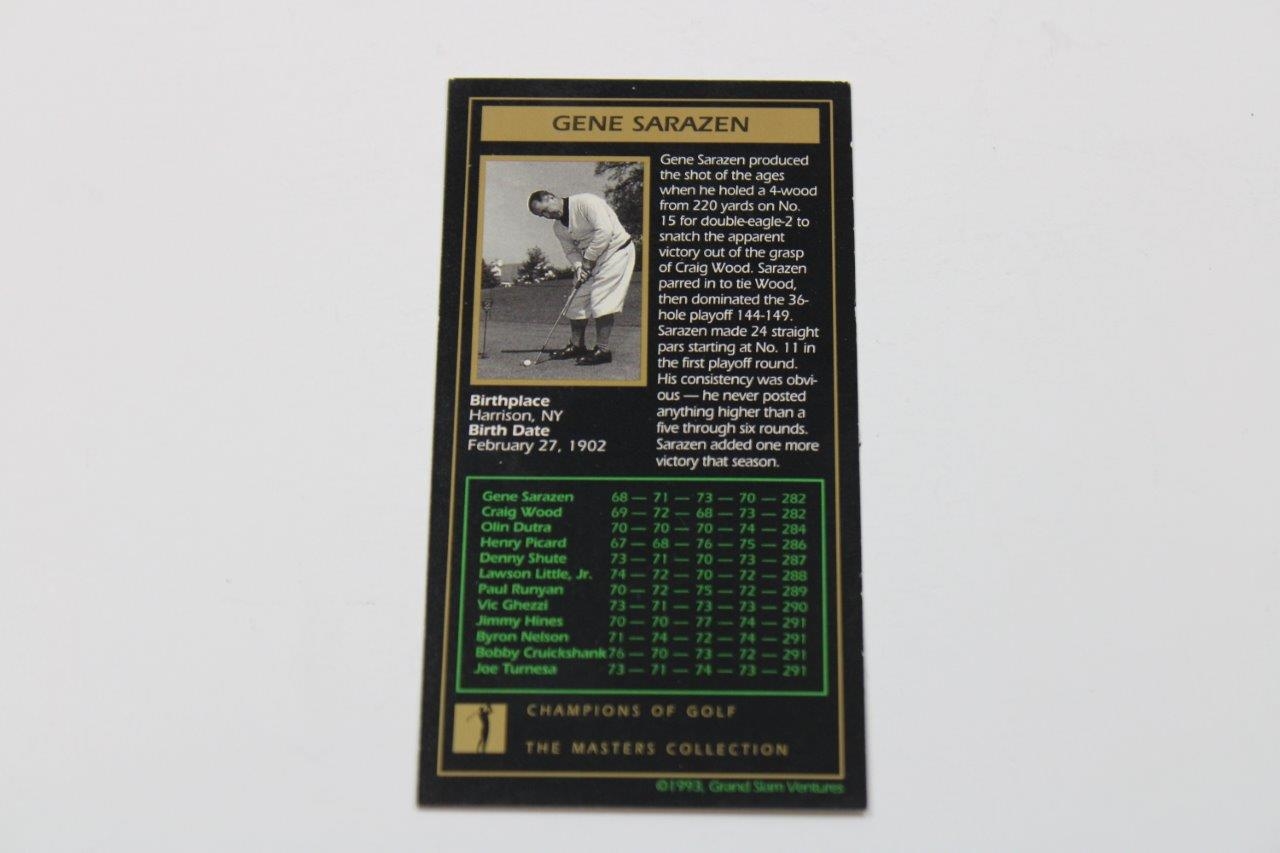 GENE SARAZEN
Gene Sarazen produced
the shot of the ages
when he holed a 4-wood
from 220 yards on No.
15 for double-eagle-2 to
snatch the apparent
victory out of the grasp
of Craig Wood. Sarazen
parred in to tie Wood,
then dominated the 36-
hole playoff 144-149.
Sarazen made 24 straight
pars starting at No. 11 in
the first playoff round.
His consistency was obvi-
ous — he never posted
anything higher than a
five through six rounds.
Sarazen added one more
victory that season.
Birthplace
Harrison, NY
Birth Date
February 27, 1902
Gene Sarazen 68 — 71 — 73 — 70 — 282
Craig Wood 69 — 72 — 68 — 73 — 282
Olin Dutra 70 — 70 — 70 — 74 — 284
Henry Picard 67 — 68 — 76 — 75 — 286
Denny Shute 73 — 71 — 70 — 73 — 287
Lawson Little, Jr. 74 — 72 — 70 — 72 — 288
Paul Runyan 70 — 72 — 75 — 72 — 289
Vic Ghezzi 73 — 71 — 73 — 73 — 290
Jimmy Hines 70 — 70 — 77 — 74 — 291
Byron Nelson 71 — 74 — 72 — 74 — 291
Bobby Cruickshank 76 — 70 — 73 — 72 — 291
Joe Turnesa 73 — 71 — 74 — 73 — 291
CHAMPIONS OF GOLF
THE MASTERS COLLECTION
©1993, Grand Slam Ventures